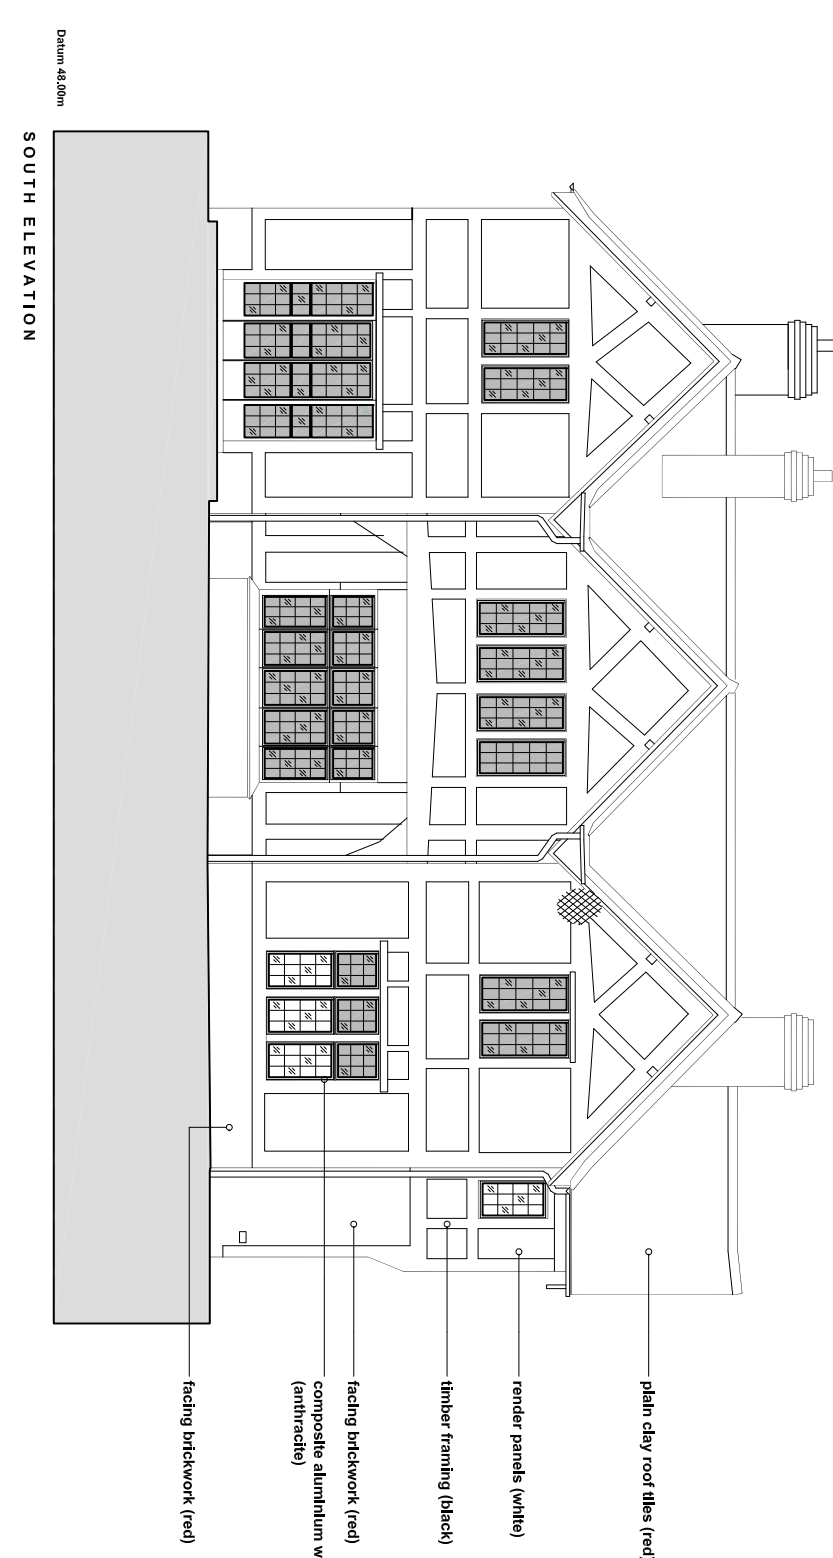 plain clay roof tiles (red)
render panels (white)
timber framing (black)
facing brickwork (red)
composite aluminium w
(anthracite)
facing brickwork (red)
Datum 48.00m
SOUTH ELEVATION